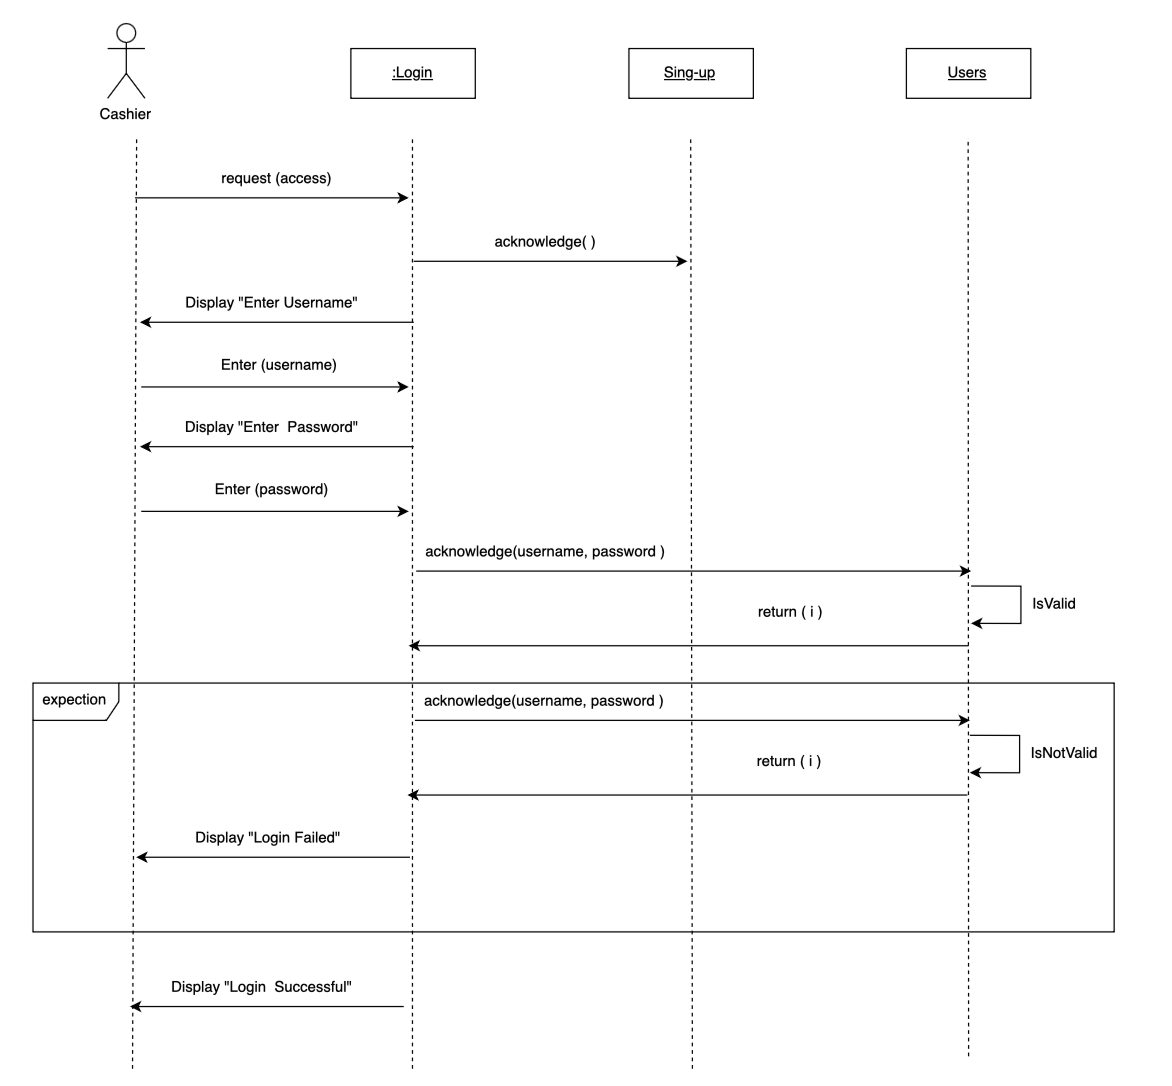 Cashier
:Login
Sing-up
Users
request (access)
acknowledge( )
Display "Enter Username"
Enter (username)
Display "Enter  Password"
Enter (password)
acknowledge(username, password )
IsValid
return ( i )
expection
acknowledge(username, password )
IsNotValid
return ( i )
Display "Login Failed"
Display "Login  Successful"